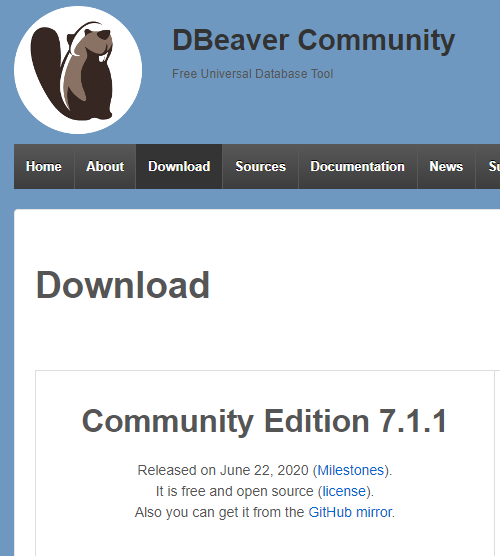 DBeaver Community
Free Universal Database Tool
Home About Download Sources Documentation News
Download
Community Edition 7.1.1
Released on June 22, 2020 (Milestones).
It is free and open source (license).
Also you can get it from the GitHub mirror.